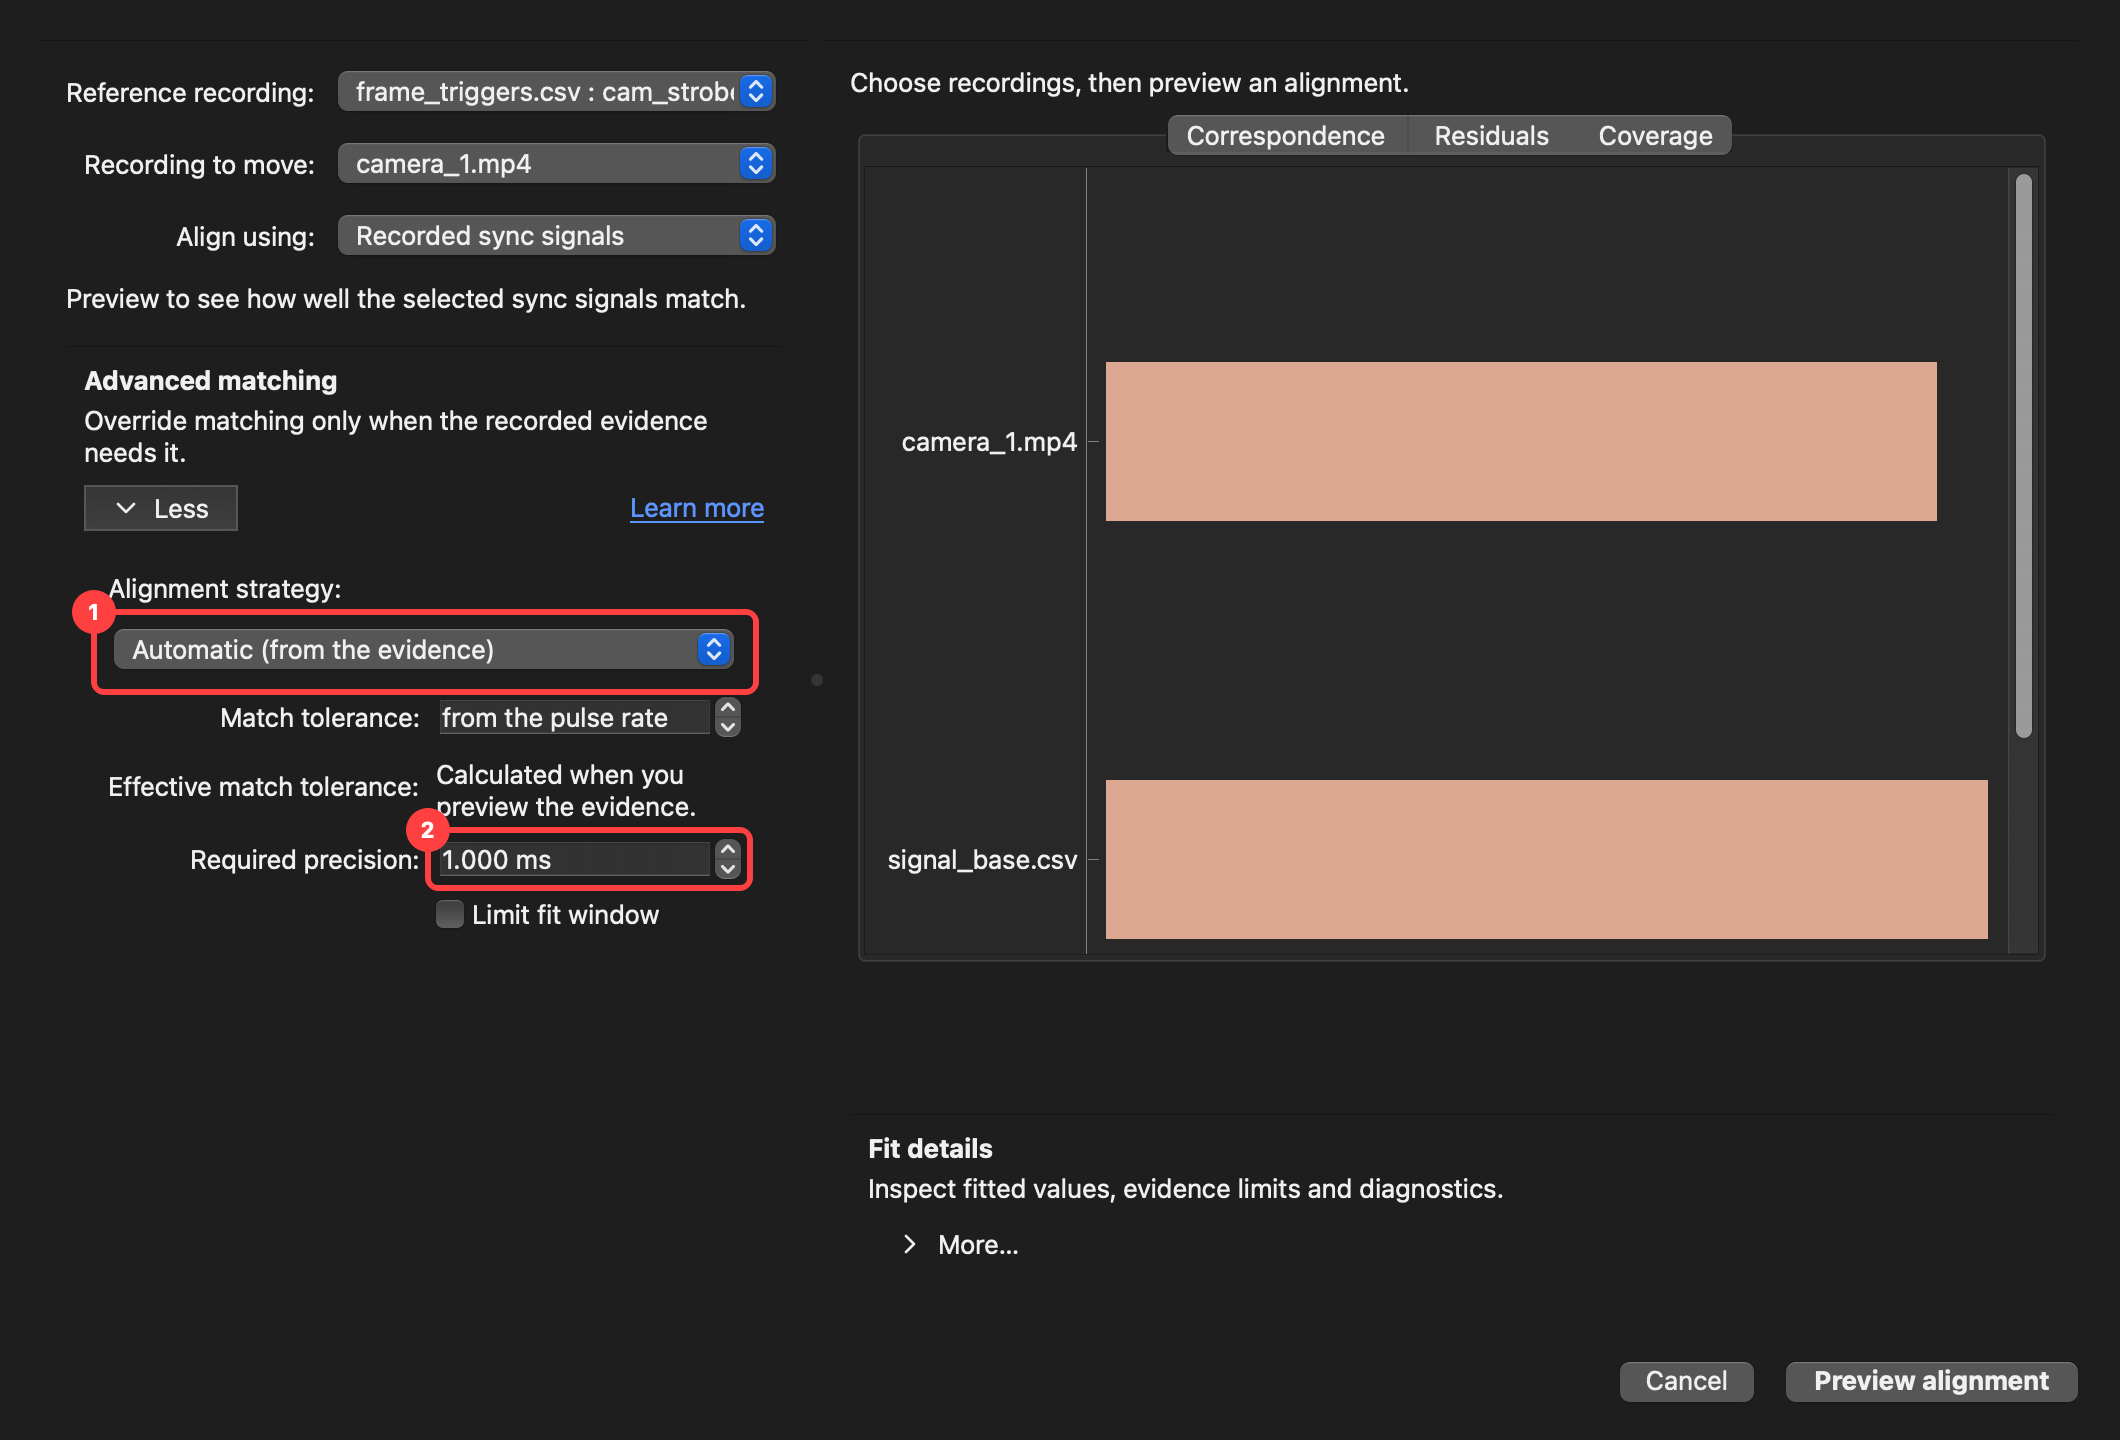 Reference recording: frame_triggers.csv : cam_strob
Recording to move: camera_1.mp4
Align using: Recorded sync signals
Preview to see how well the selected sync signals match.
Advanced matching
Override matching only when the recorded evidence
needs it.
Less
Learn more
Alignment strategy:
1
Automatic (from the evidence)
Match tolerance: from the pulse rate
Effective match tolerance: Calculated when you
preview the evidence.
2
Required precision: 1.000 ms
Limit fit window
Choose recordings, then preview an alignment.
Correspondence Residuals Coverage
camera_1.mp4
signal_base.csv
Fit details
Inspect fitted values, evidence limits and diagnostics.
More...
Cancel Preview alignment